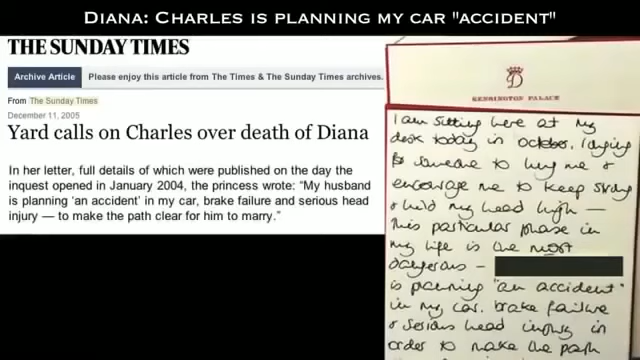 DIANA: CHARLES IS PLANNING MY CAR "ACCIDENT"
THE SUNDAY TIMES
Archive Article
Please enjoy this article from The Times & The Sunday Times archives.
From The Sunday Times
December 11, 2005
Yard calls on Charles over death of Diana
In her letter, full details of which were published on the day the
inquest opened in January 2004, the princess wrote: “My husband
is planning ‘an accident’ in my car, brake failure and serious head
injury — to make the path clear for him to marry.”
D
KENSINGTON PALACE
I am sitting here at my
desk today in october, longing
for someone to hug me &
encourage me to keep strong
& hold my head high —
This particular phase in
my life is the most
dangerous –
is planning "an accident"
in my car. brake failure
& serious head injury in
order to make the path